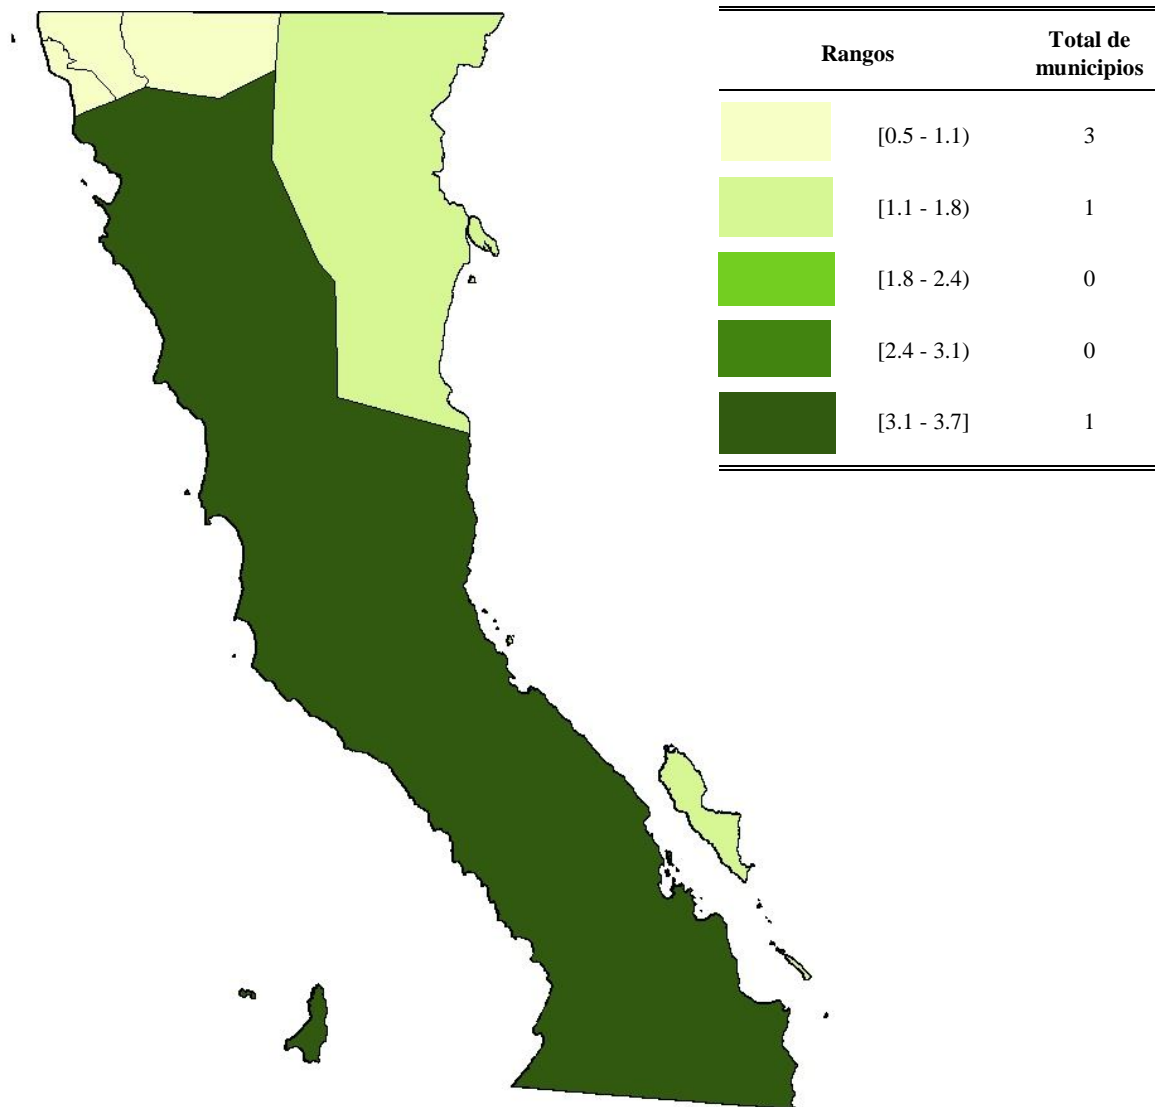 Rangos Total de municipios
[0.5 - 1.1) 3
[1.1 - 1.8) 1
[1.8 - 2.4) 0
[2.4 - 3.1) 0
[3.1 - 3.7] 1